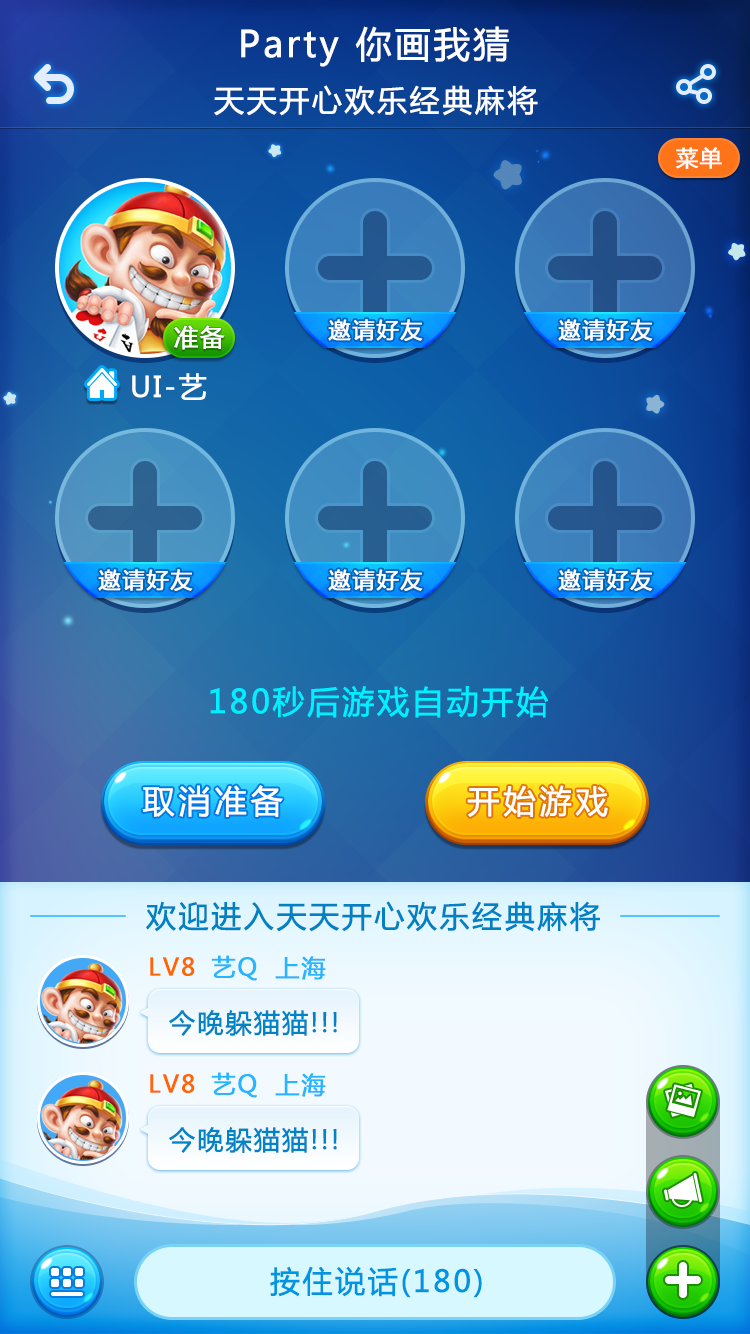 Party 你画我猜
天天开心欢乐经典麻将
菜单
准备
邀请好友
邀请好友
UI-艺
邀请好友
邀请好友
邀请好友
180秒后游戏自动开始
取消准备
开始游戏
欢迎进入天天开心欢乐经典麻将
LV8 艺Q 上海
今晚躲猫猫!!!
LV8 艺Q 上海
今晚躲猫猫!!!
按住说话(180)